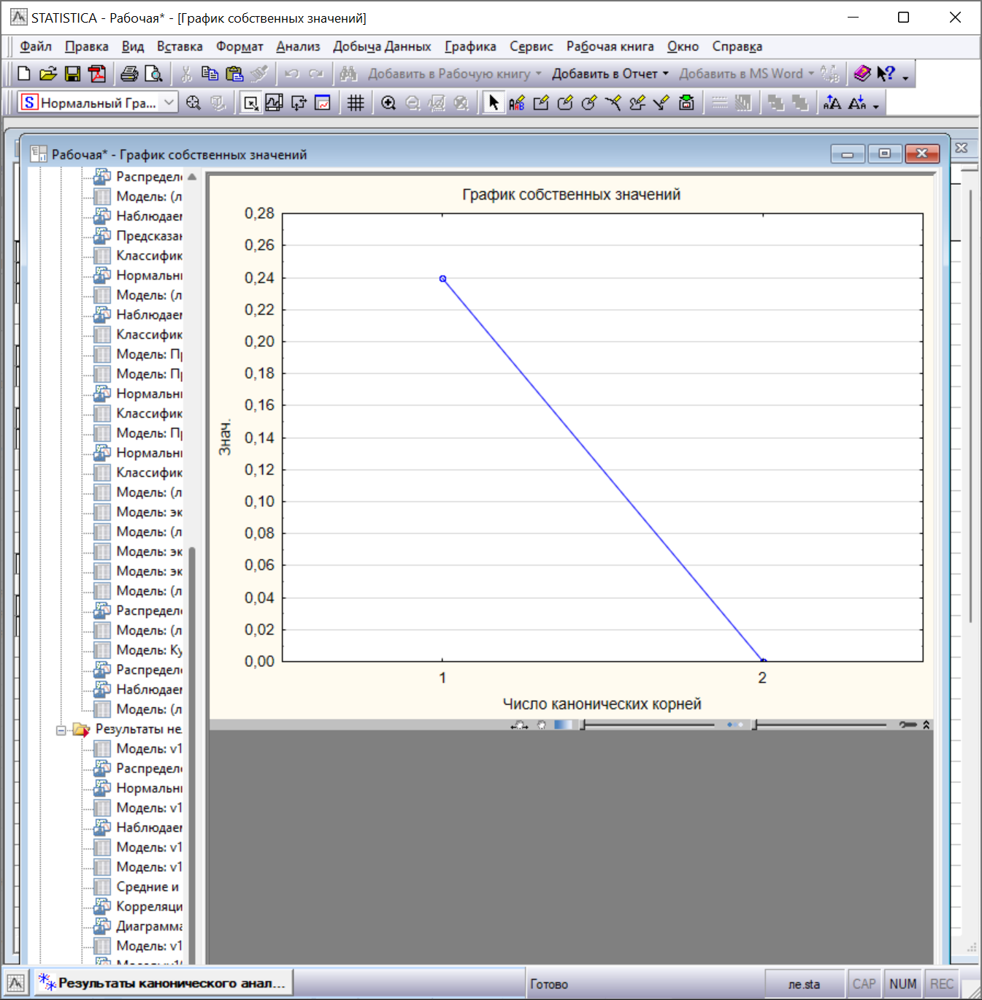 STATISTICA - Рабочая* - [График собственных значений]
Файл Правка Вид Вставка Формат Анализ Добыча Данных Графика Сервис Рабочая книга Окно Справка
Добавить в Рабочую книгу Добавить в Отчет Добавить в MS Word
S Нормальный Гра...
Рабочая* - График собственных значений
Распредел
Модель: (л
Наблюдаем
Предсказан
Классифик
Нормальн
Модель: (л
Наблюдаем
Классифик
Модель: П
Модель: П
Нормальн
Классифик
Модель: П
Нормальн
Классифик
Модель: (л
Модель: эк
Модель: (л
Модель: эк
Модель: эк
Модель: (л
Распредел
Модель: (л
Модель: Ку
Распредел
Наблюдаем
Модель: (л
Результаты не
Модель: v1
Распредел
Нормальн
Модель: v1
Наблюдаем
Модель: v1
Модель: v1
Средние и
Корреляци
Диаграмма
Модель: v1
График собственных значений
0,28
0,26
0,24
0,22
0,20
0,18
0,16
0,14
0,12
0,10
0,08
0,06
0,04
0,02
0,00
Знач.
1 2
Число канонических корней
Результаты канонического анал...
Готово
ле.sta
CAP NUM REC